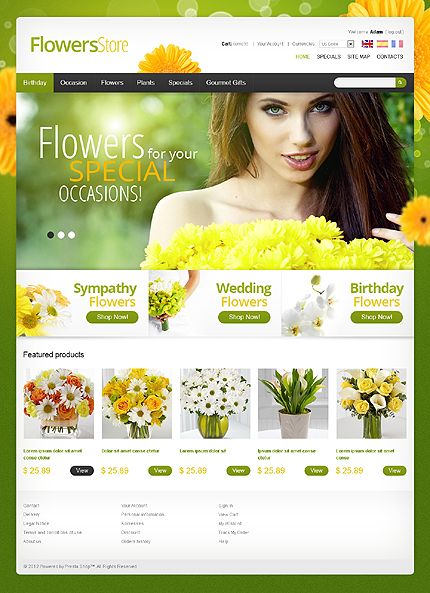 FlowersStore
Welcome Adam (logout)
Cart: | Your Account | Currencies US Dollar
HOME SPECIALS SITE MAP CONTACTS
Birthday Occasion Flowers Plants Specials Gourmet Gifts
Flowers for your
SPECIAL
OCCASIONS!
Sympathy
Flowers
Shop Now!
Wedding
Flowers
Shop Now!
Birthday
Flowers
Shop Now!
Featured products
Lorem ipsum dolor sit amet conse ctetur
Dolor sit amet conse ctetur
Lorem ipsum dolor sit
Lorem ipsum dolor sit amet
Lorem ipsum dolor sit amet conse ctetur
$ 25.89 View
$ 25.89 View
$ 25.89 View
$ 25.89 View
$ 25.89 View
Contact
Delivery
Legal Notice
Terms and conditions of use
About us
Your Account
Personal information
Addresses
Discount
Orders history
Sign in
View Cart
My Wishlist
Track My Order
Help
© 2012 Powered by Presta Shop™. All Rights Reserved